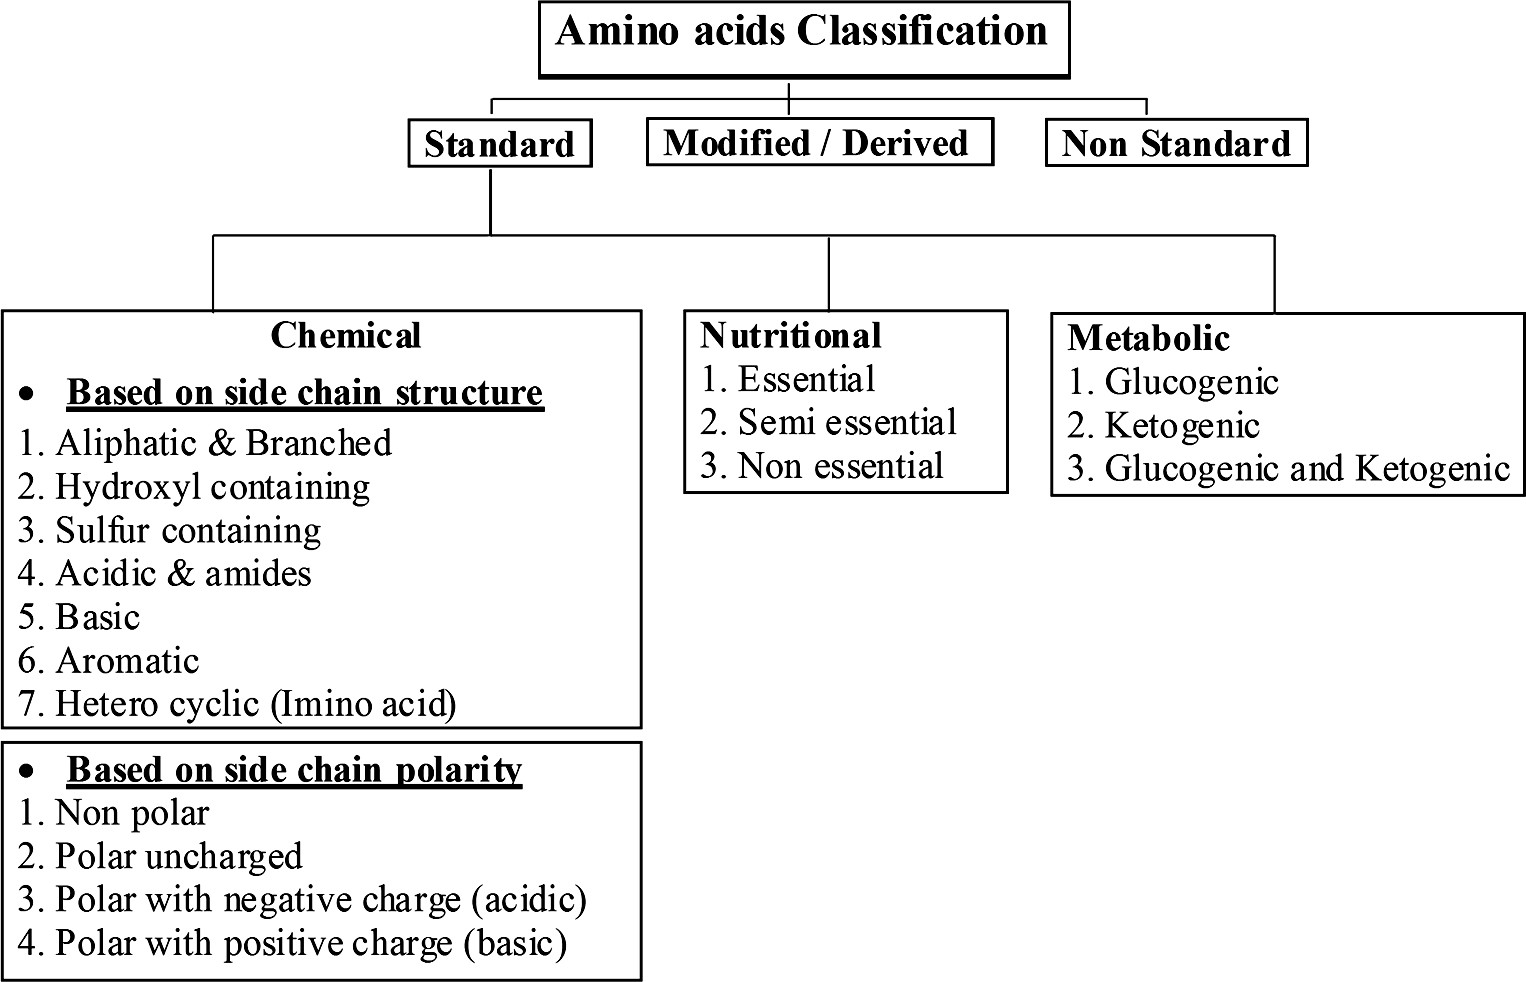 Amino acids Classification
Standard
Modified / Derived
Non Standard
Chemical
• Based on side chain structure
1. Aliphatic & Branched
2. Hydroxyl containing
3. Sulfur containing
4. Acidic & amides
5. Basic
6. Aromatic
7. Hetero cyclic (Imino acid)
• Based on side chain polarity
1. Non polar
2. Polar uncharged
3. Polar with negative charge (acidic)
4. Polar with positive charge (basic)
Nutritional
1. Essential
2. Semi essential
3. Non essential
Metabolic
1. Glucogenic
2. Ketogenic
3. Glucogenic and Ketogenic